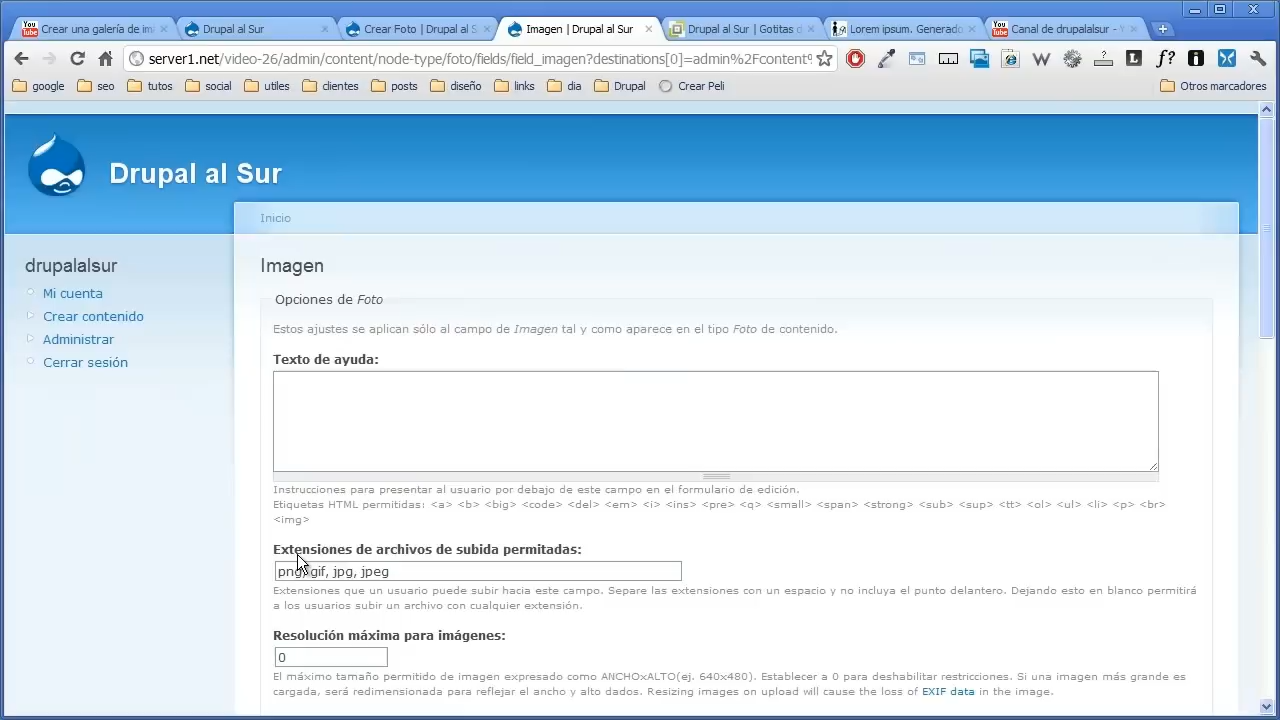 Crear una galería de im
Drupal al Sur
Crear Foto | Drupal al S
Imagen | Drupal al Sur
Drupal al Sur | Gotitas d
Lorem ipsum. Generado
Canal de drupalalsur - Y
server1.net/video-26/admin/content/node-type/foto/fields/field_imagen?destinations[0]=admin%2Fcontent%
google
seo
tutos
social
utiles
clientes
posts
diseño
links
dia
Drupal
Crear Peli
Otros marcadores
Drupal al Sur
Inicio
drupalalsur
Mi cuenta
Crear contenido
Administrar
Cerrar sesión
Imagen
Opciones de Foto
Estos ajustes se aplican sólo al campo de Imagen tal y como aparece en el tipo Foto de contenido.
Texto de ayuda:
Instrucciones para presentar al usuario por debajo de este campo en el formulario de edición.
Etiquetas HTML permitidas: <a> <b> <big> <code> <del> <em> <i> <ins> <pre> <q> <small> <span> <strong> <sub> <sup> <tt> <ol> <ul> <li> <p> <br>
<img>
Extensiones de archivos de subida permitadas:
png, gif, jpg, jpeg
Extensiones que un usuario puede subir hacia este campo. Separe las extensiones con un espacio y no incluya el punto delantero. Dejando esto en blanco permitirá
a los usuarios subir un archivo con cualquier extensión.
Resolución máxima para imágenes:
0
El máximo tamaño permitido de imagen expresado como ANCHOxALTO(ej. 640x480). Establecer a 0 para deshabilitar restricciones. Si una imagen más grande es
cargada, será redimensionada para reflejar el ancho y alto dados. Resizing images on upload will cause the loss of EXIF data in the image.